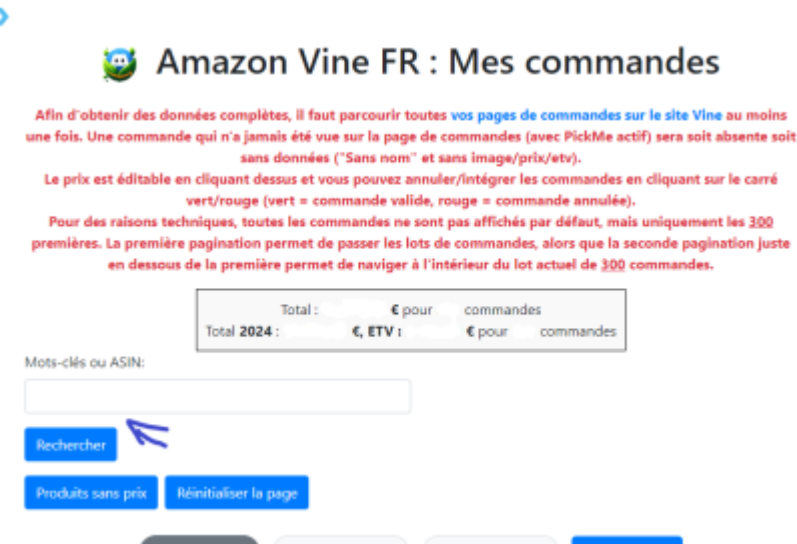 Amazon Vine FR : Mes commandes
Afin d'obtenir des données complètes, il faut parcourir toutes vos pages de commandes sur le site Vine au moins
une fois. Une commande qui n'a jamais été vue sur la page de commandes (avec PickMe actif) sera soit absente soit
sans données ("Sans nom" et sans image/prix/etv).
Le prix est éditable en cliquant dessus et vous pouvez annuler/intégrer les commandes en cliquant sur le carré
vert/rouge (vert = commande valide, rouge = commande annulée).
Pour des raisons techniques, toutes les commandes ne sont pas affichés par défaut, mais uniquement les 300
premières. La première pagination permet de passer les lots de commandes, alors que la seconde pagination juste
en dessous de la première permet de naviger à l'intérieur du lot actuel de 300 commandes.
Total : € pour commandes
Total 2024 : €, ETV : € pour commandes
Mots-clés ou ASIN:
Rechercher
Produits sans prix Réinitialiser la page